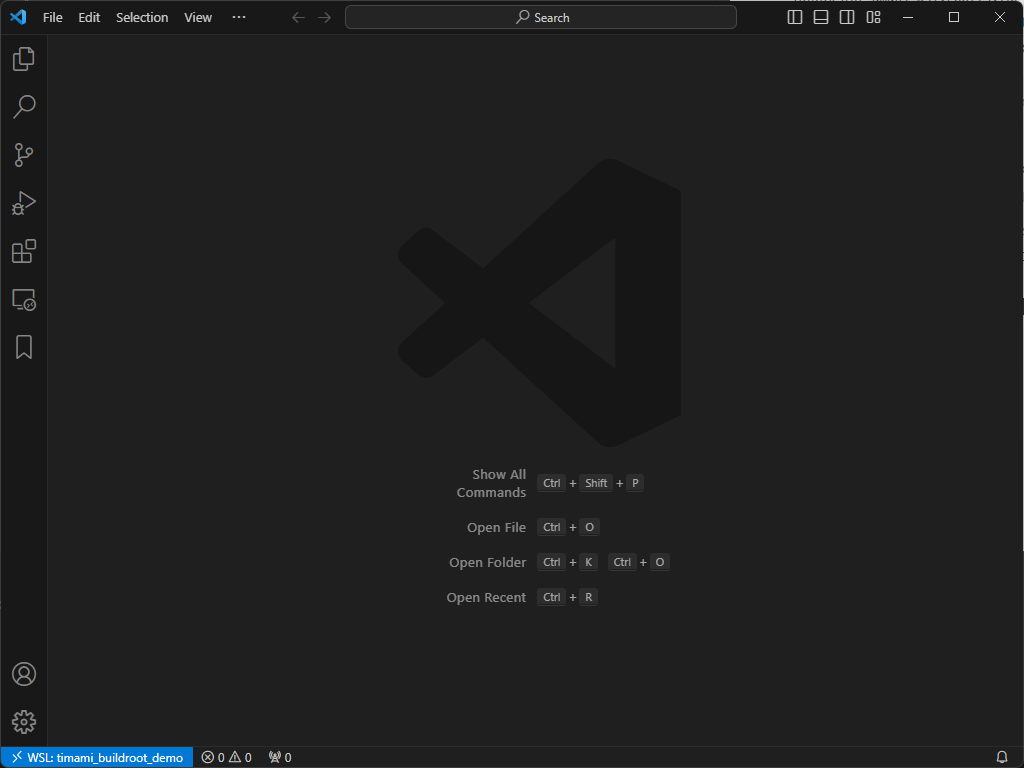 File Edit Selection View ···
Search
Show All
Commands Ctrl + Shift + P
Open File Ctrl + O
Open Folder Ctrl + K Ctrl + O
Open Recent Ctrl + R
WSL: timami_buildroot_demo 0 0 0